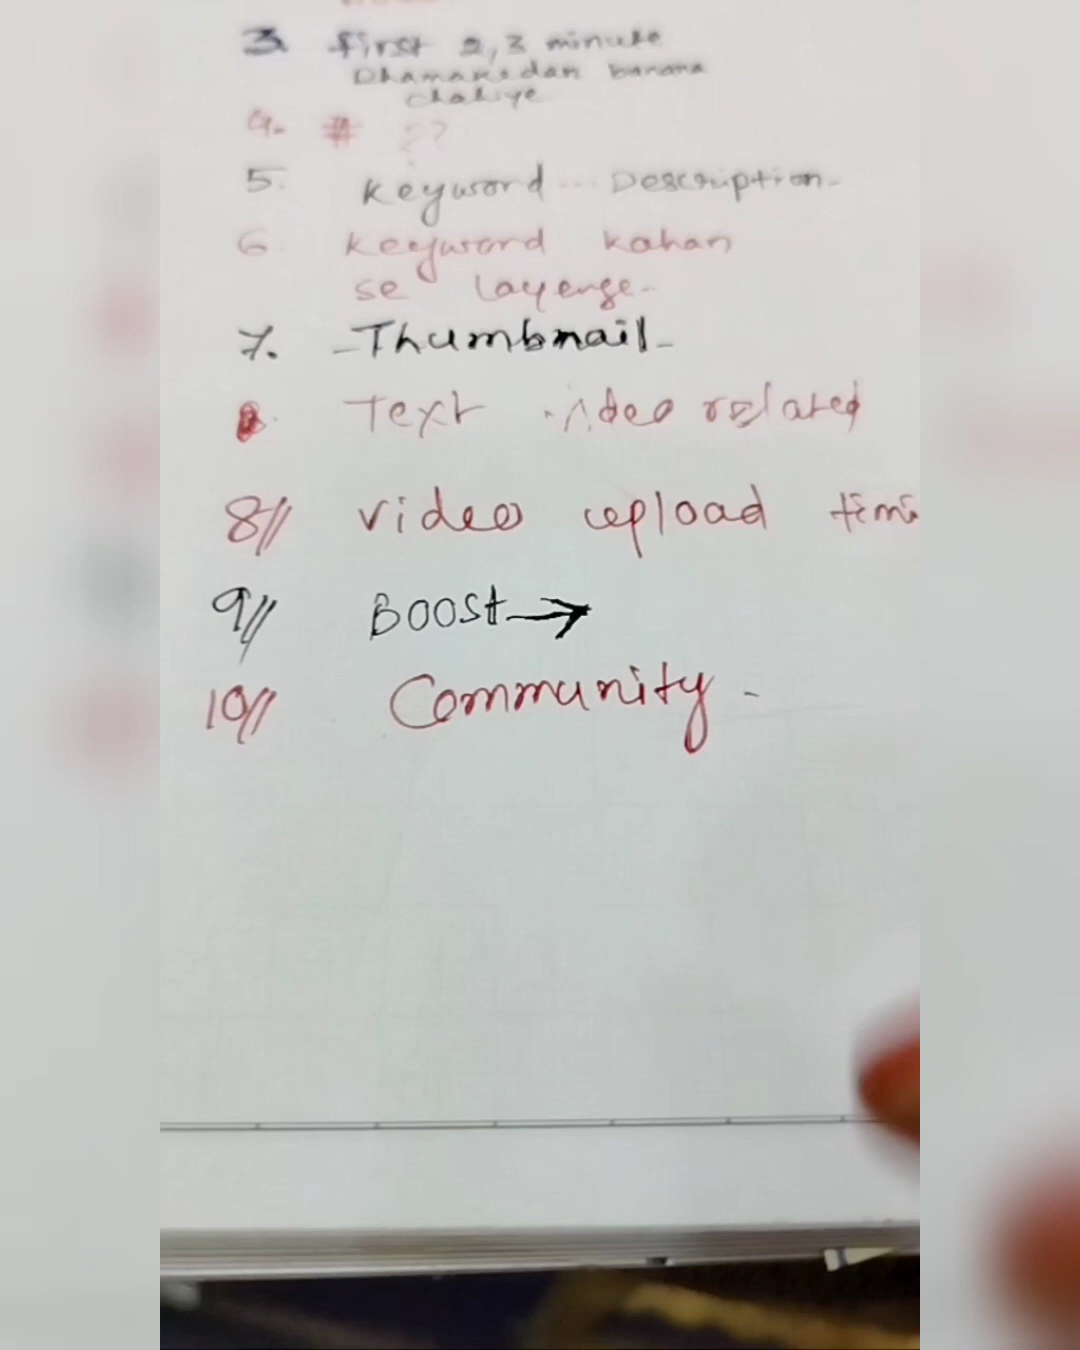 3. first 2, 3 minute
Dhamakedar banana
chahiye
4. # ??
5. Keyword ... Description -
6 Keyword kahan
se layenge -
7. - Thumbnail -
Text video related
8// video upload timi
9// Boost →
10// Community -